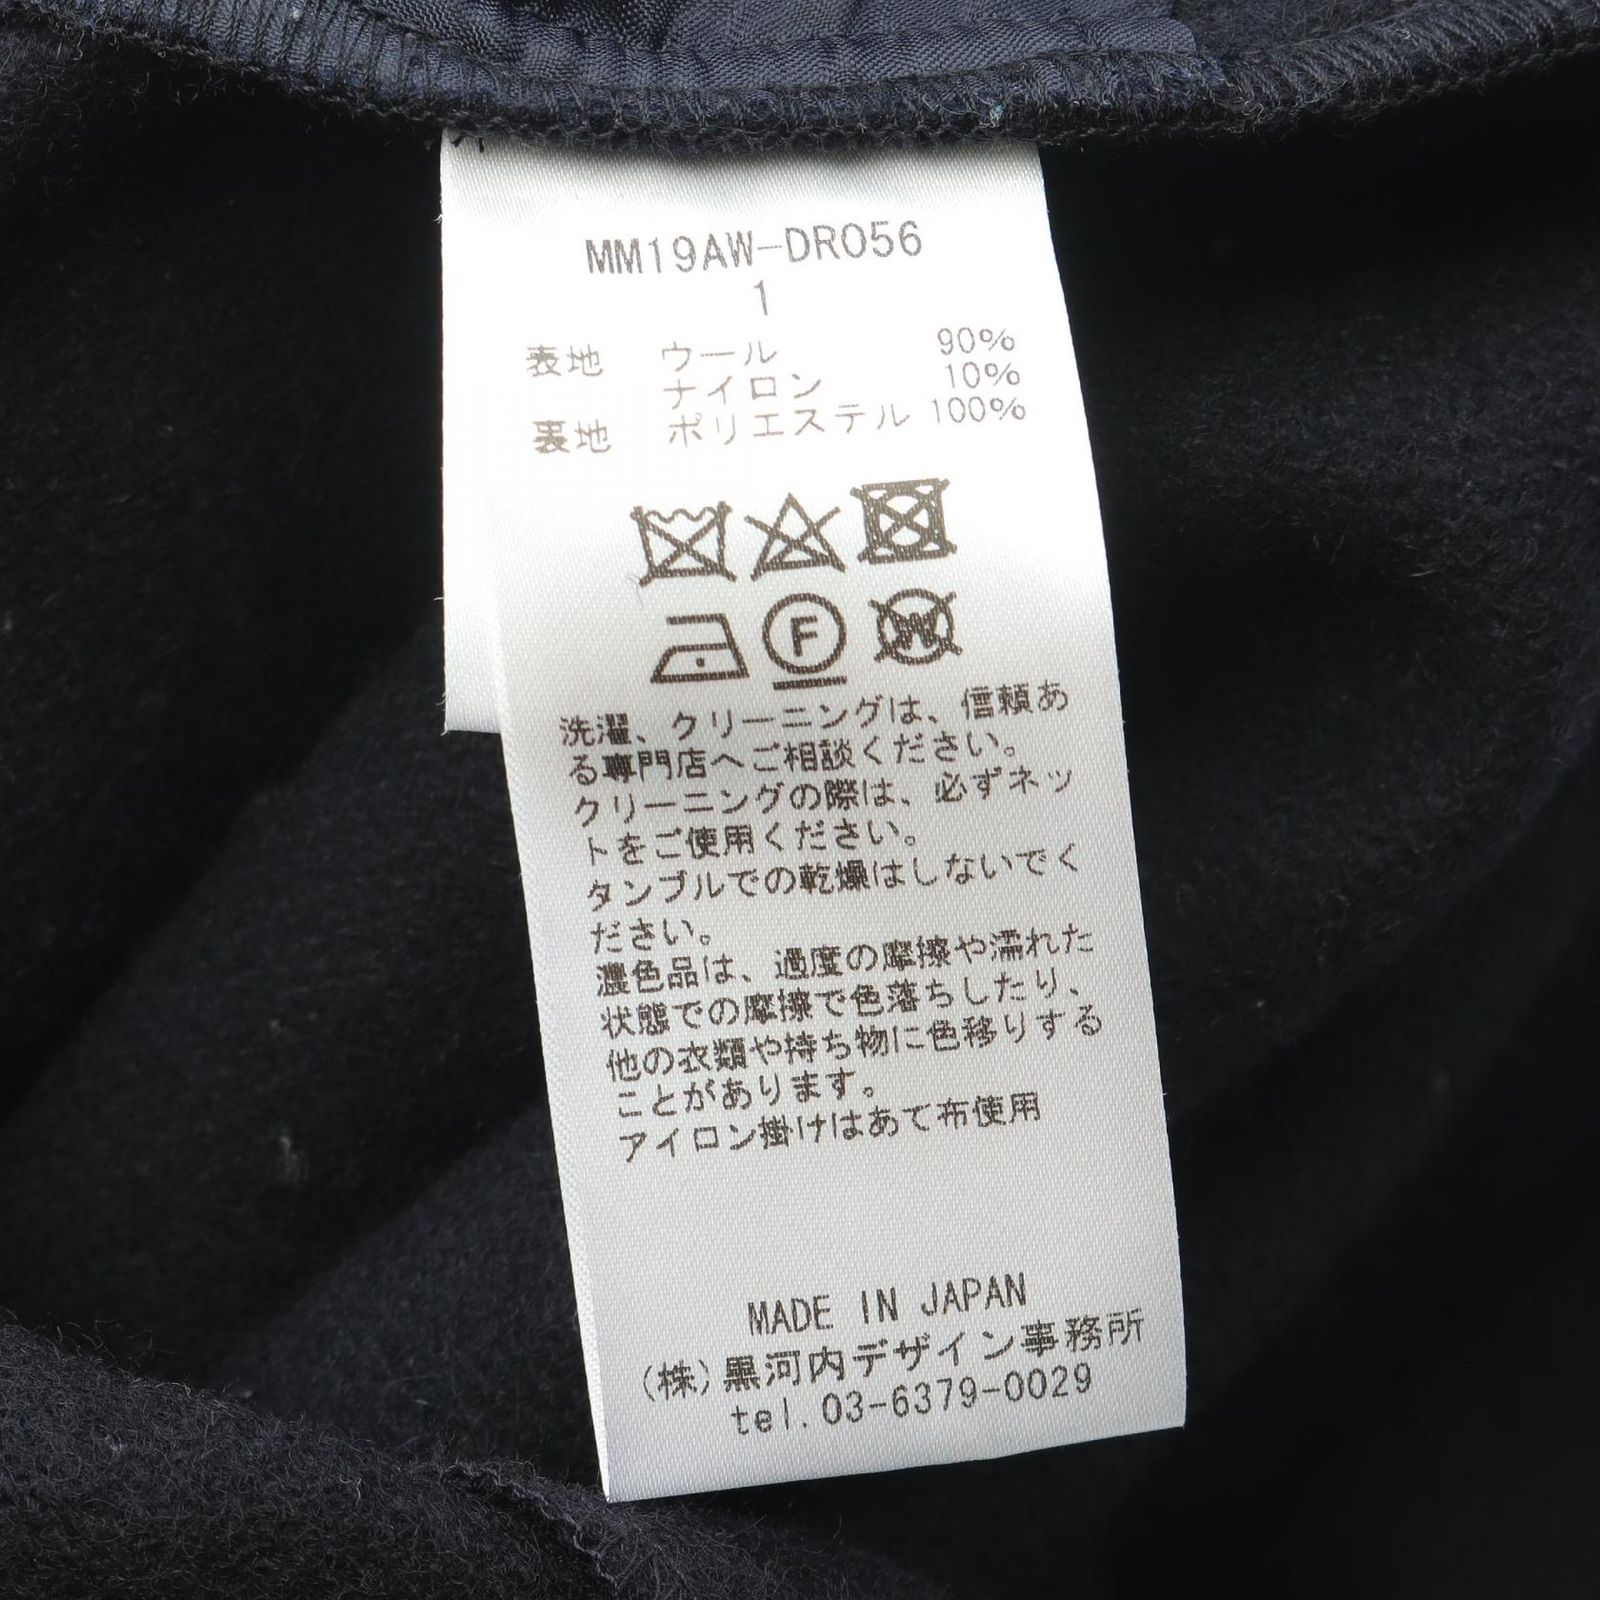 MM19AW-DR056
1
表地 ウール 90%
ナイロン 10%
裏地 ポリエステル 100%
F
W
洗濯、クリーニングは、信頼あ
る専門店へご相談ください。
クリーニングの際は、必ずネッ
トをご使用ください。
タンブルでの乾燥はしないでく
ださい。
濃色品は、過度の摩擦や濡れた
状態での摩擦で色落ちしたり、
他の衣類や持ち物に色移りする
ことがあります。
アイロン掛けはあて布使用
MADE IN JAPAN
(株)黒河内デザイン事務所
tel.03-6379-0029